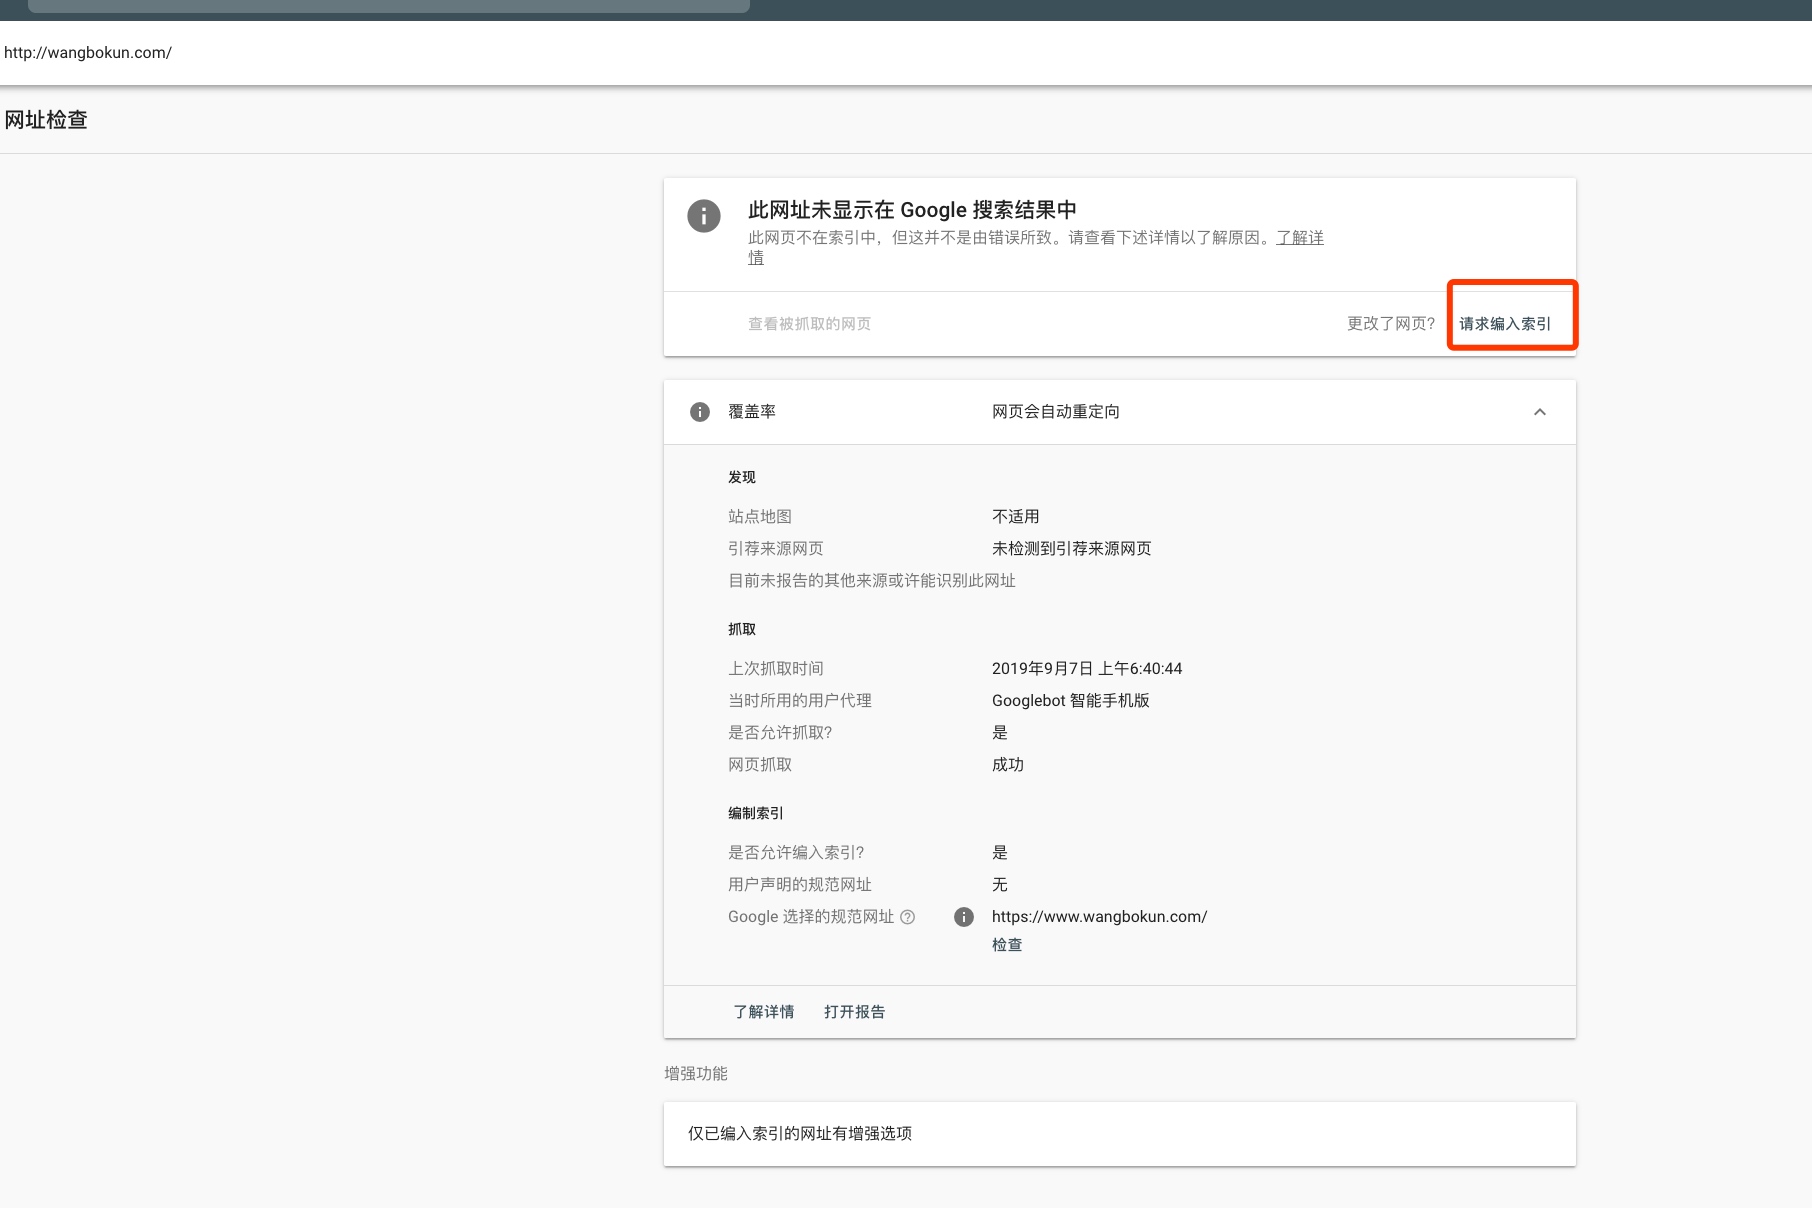 http://wangbokun.com/
网址检查
此网址未显示在 Google 搜索结果中
此网页不在索引中，但这并不是由错误所致。请查看下述详情以了解原因。了解详
情
查看被抓取的网页 更改了网页? 请求编入索引
覆盖率 网页会自动重定向
发现
站点地图 不适用
引荐来源网页 未检测到引荐来源网页
目前未报告的其他来源或许能识别此网址
抓取
上次抓取时间 2019年9月7日 上午6:40:44
当时所用的用户代理 Googlebot 智能手机版
是否允许抓取? 是
网页抓取 成功
编制索引
是否允许编入索引? 是
用户声明的规范网址 无
Google 选择的规范网址 https://www.wangbokun.com/
检查
了解详情 打开报告
增强功能
仅已编入索引的网址有增强选项